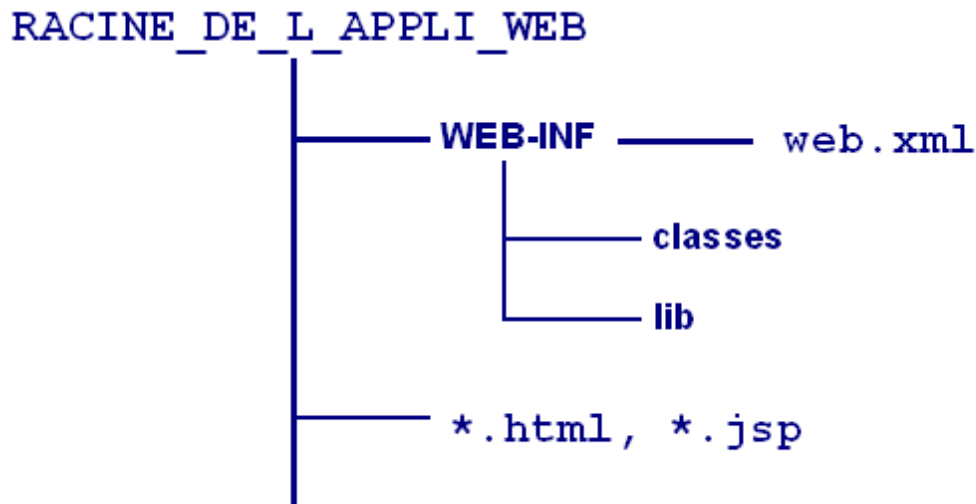 RACINE_DE_L_APPLI_WEB
WEB-INF web.xml
classes
lib
*.html, *.jsp